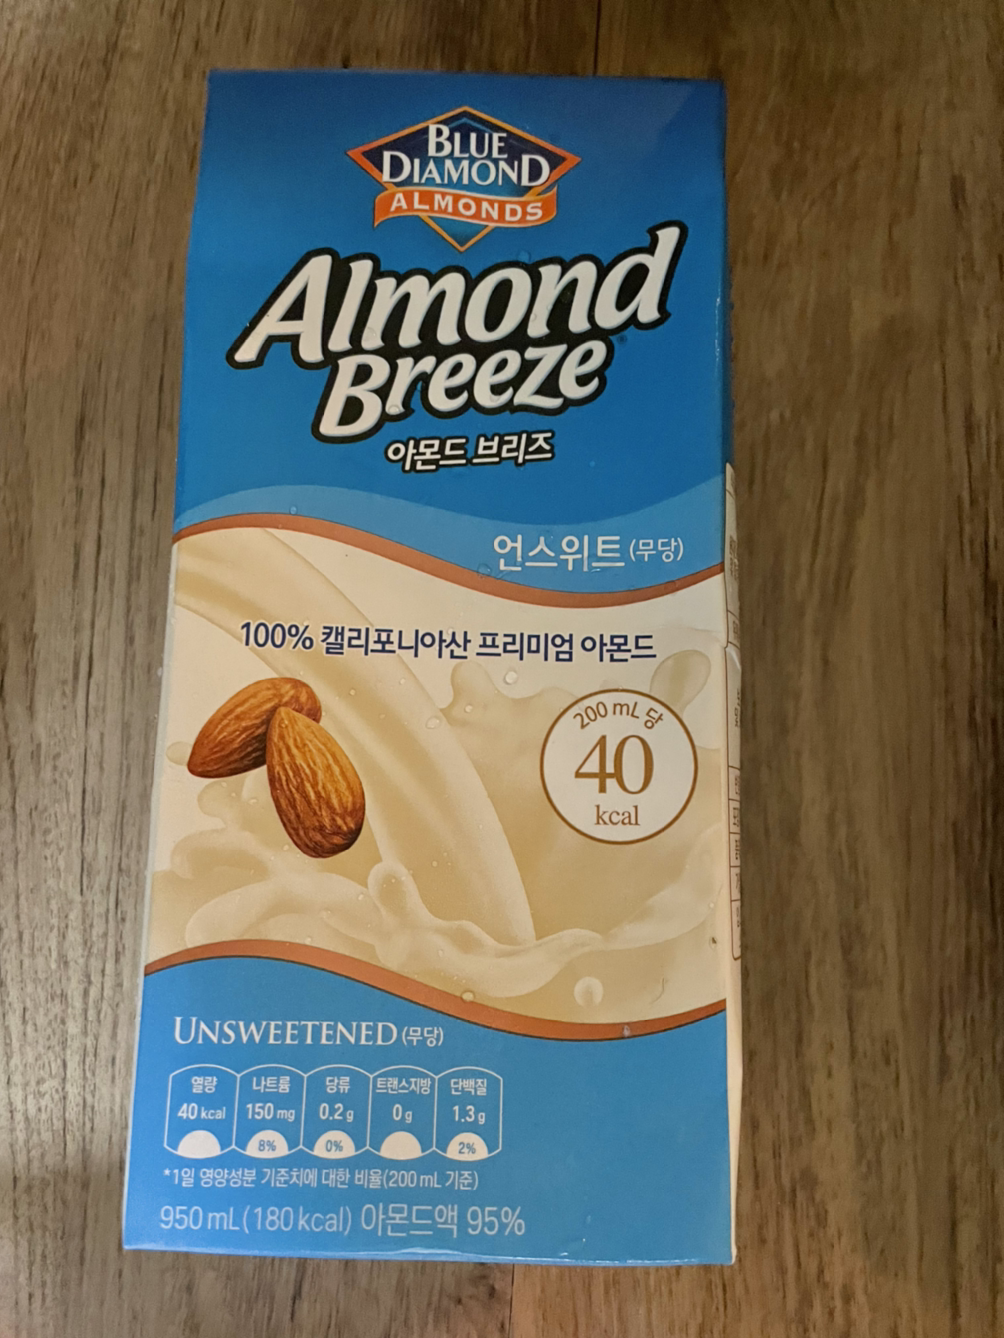 BLUE
DIAMOND
ALMONDS
Almond
Breeze®
아몬드 브리즈
언스위트 (무당)
100% 캘리포니아산 프리미엄 아몬드
200 mL 당
40
kcal
UNSWEETENED (무당)
열량 나트륨 당류 트랜스지방 단백질
40 kcal 150 mg 0.2 g 0 g 1.3 g
8% 0% 2%
*1일 영양성분 기준치에 대한 비율(200 mL 기준)
950 mL (180 kcal) 아몬드액 95%